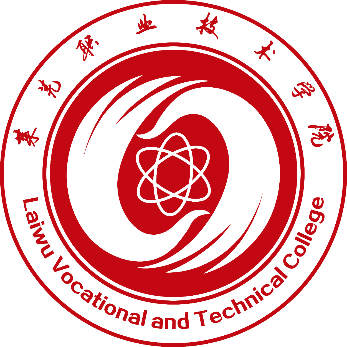 莱芜职业技术学院
Laiwu Vocational and Technical College